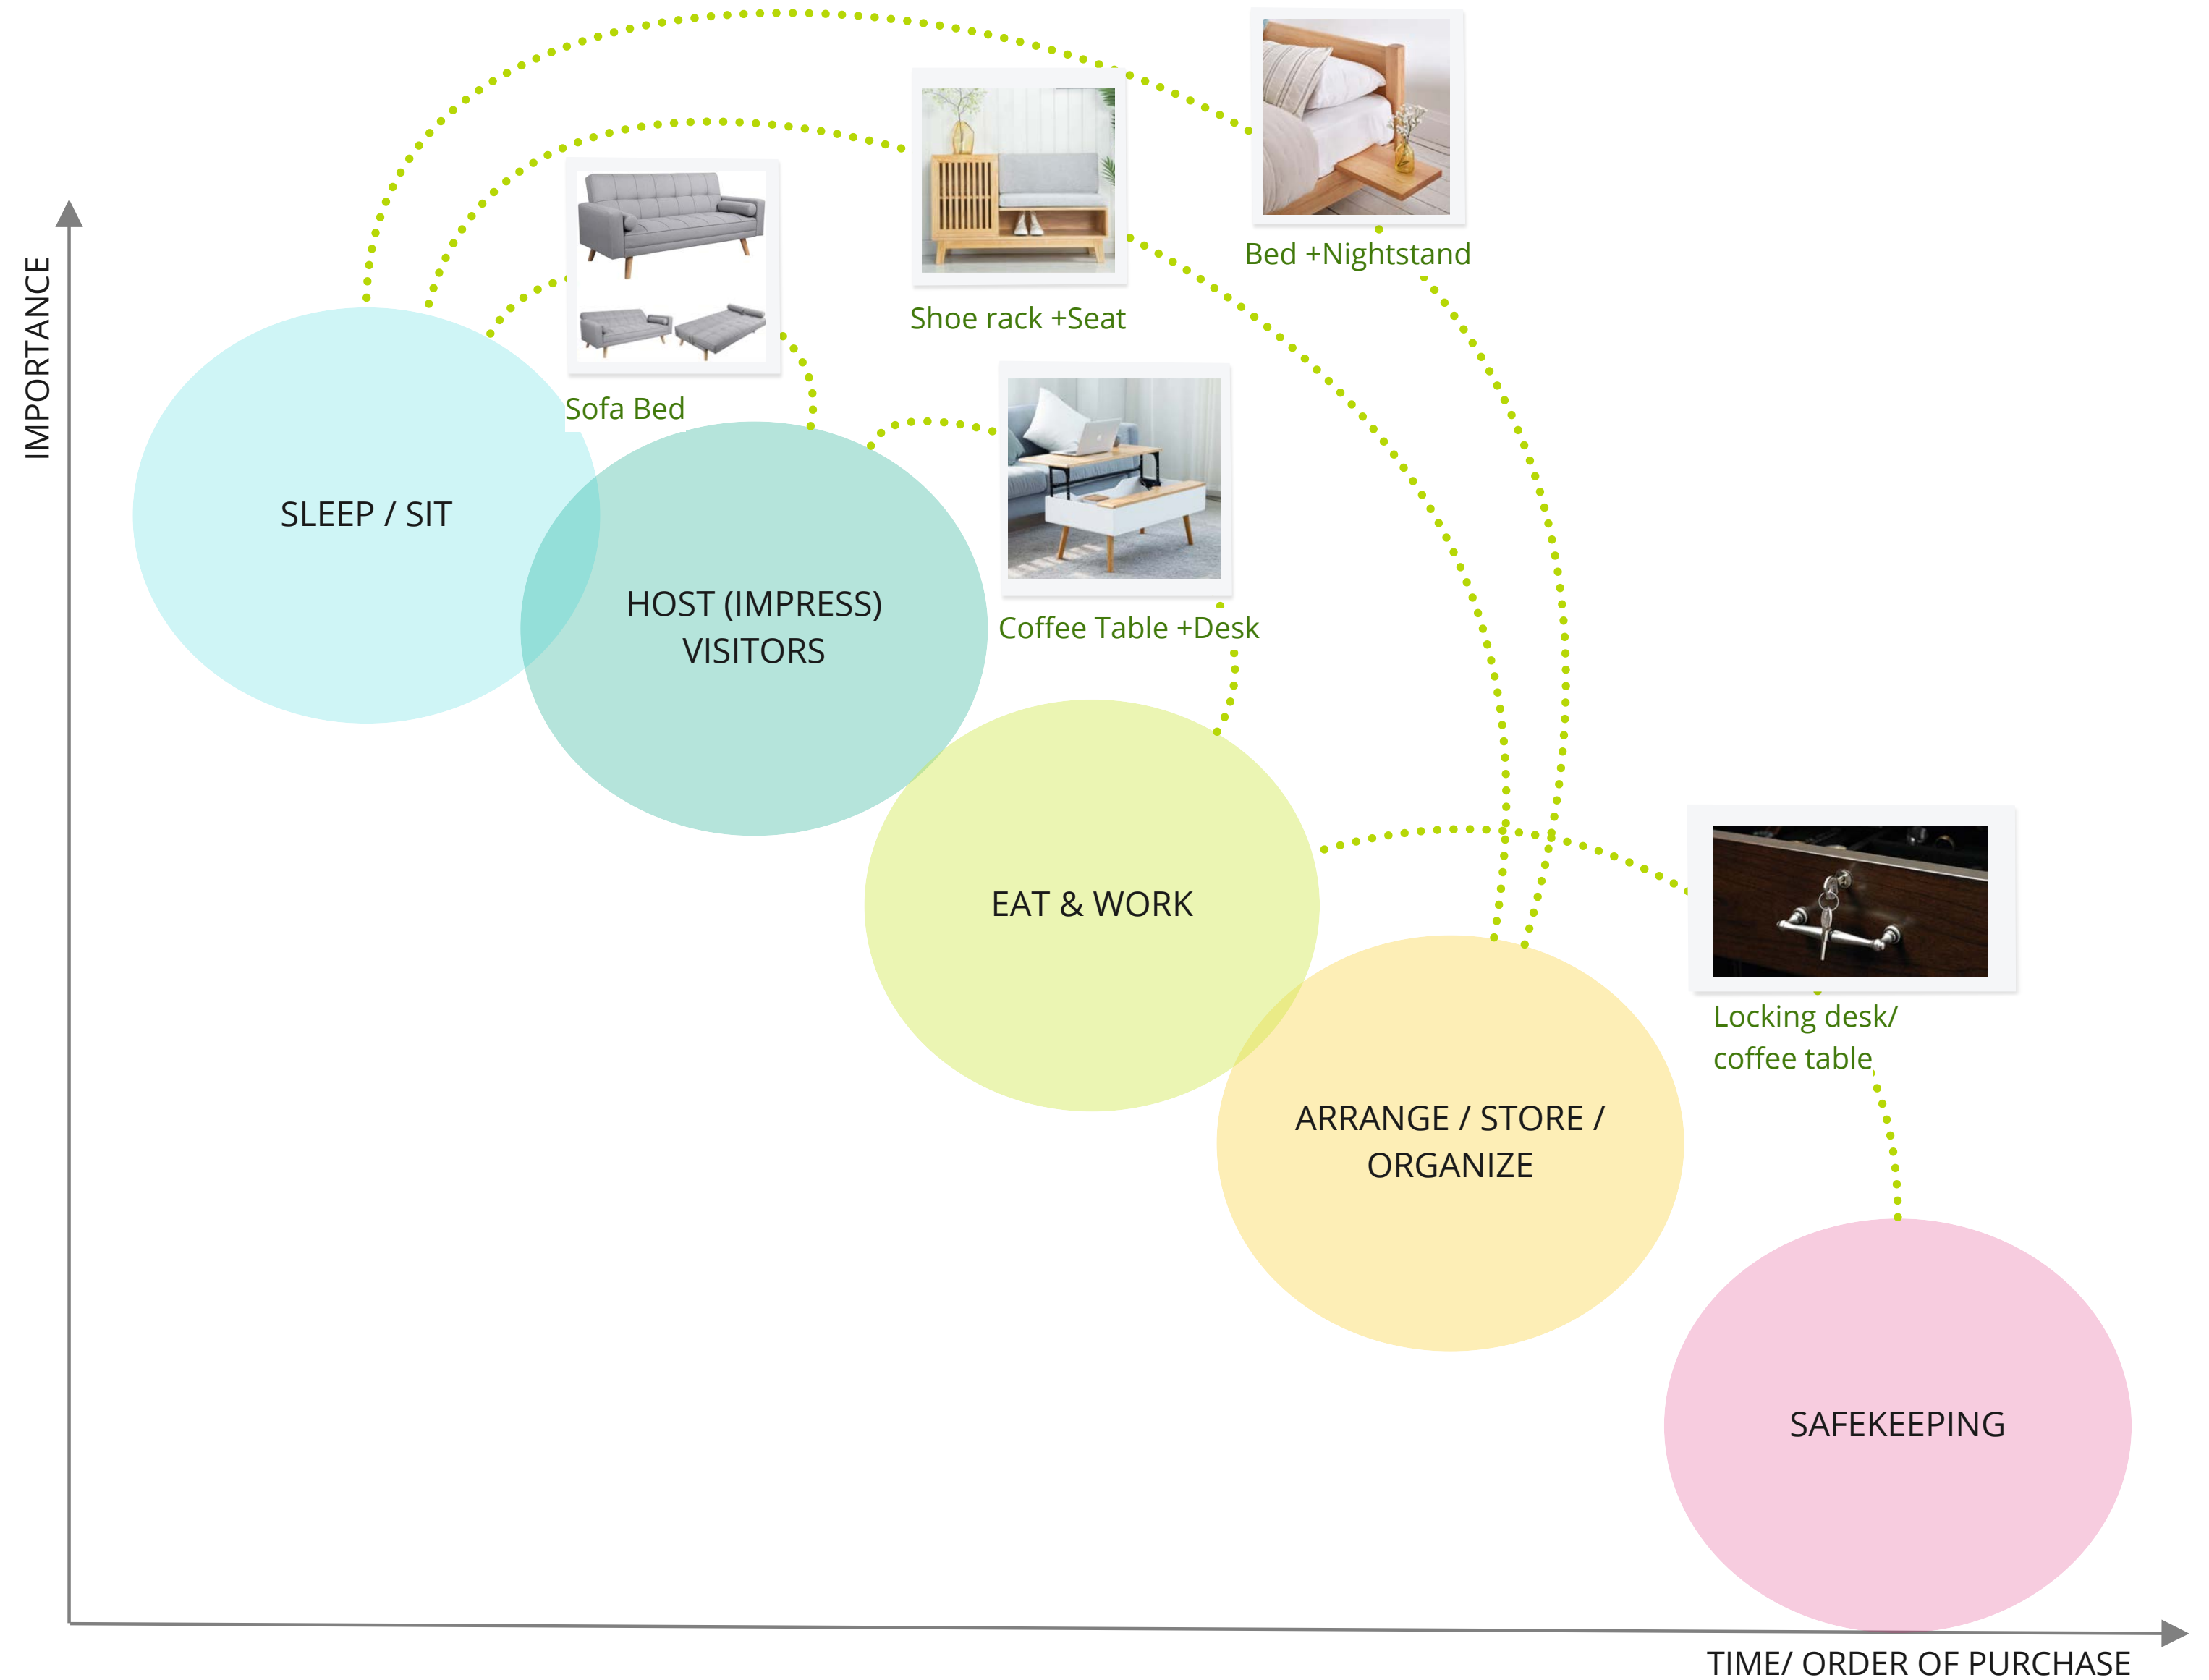 IMPORTANCE
Bed +Nightstand
Shoe rack +Seat
Sofa Bed
SLEEP / SIT
HOST (IMPRESS)
VISITORS
Coffee Table +Desk
EAT & WORK
Locking desk/
coffee table
ARRANGE / STORE /
ORGANIZE
SAFEKEEPING
TIME/ ORDER OF PURCHASE